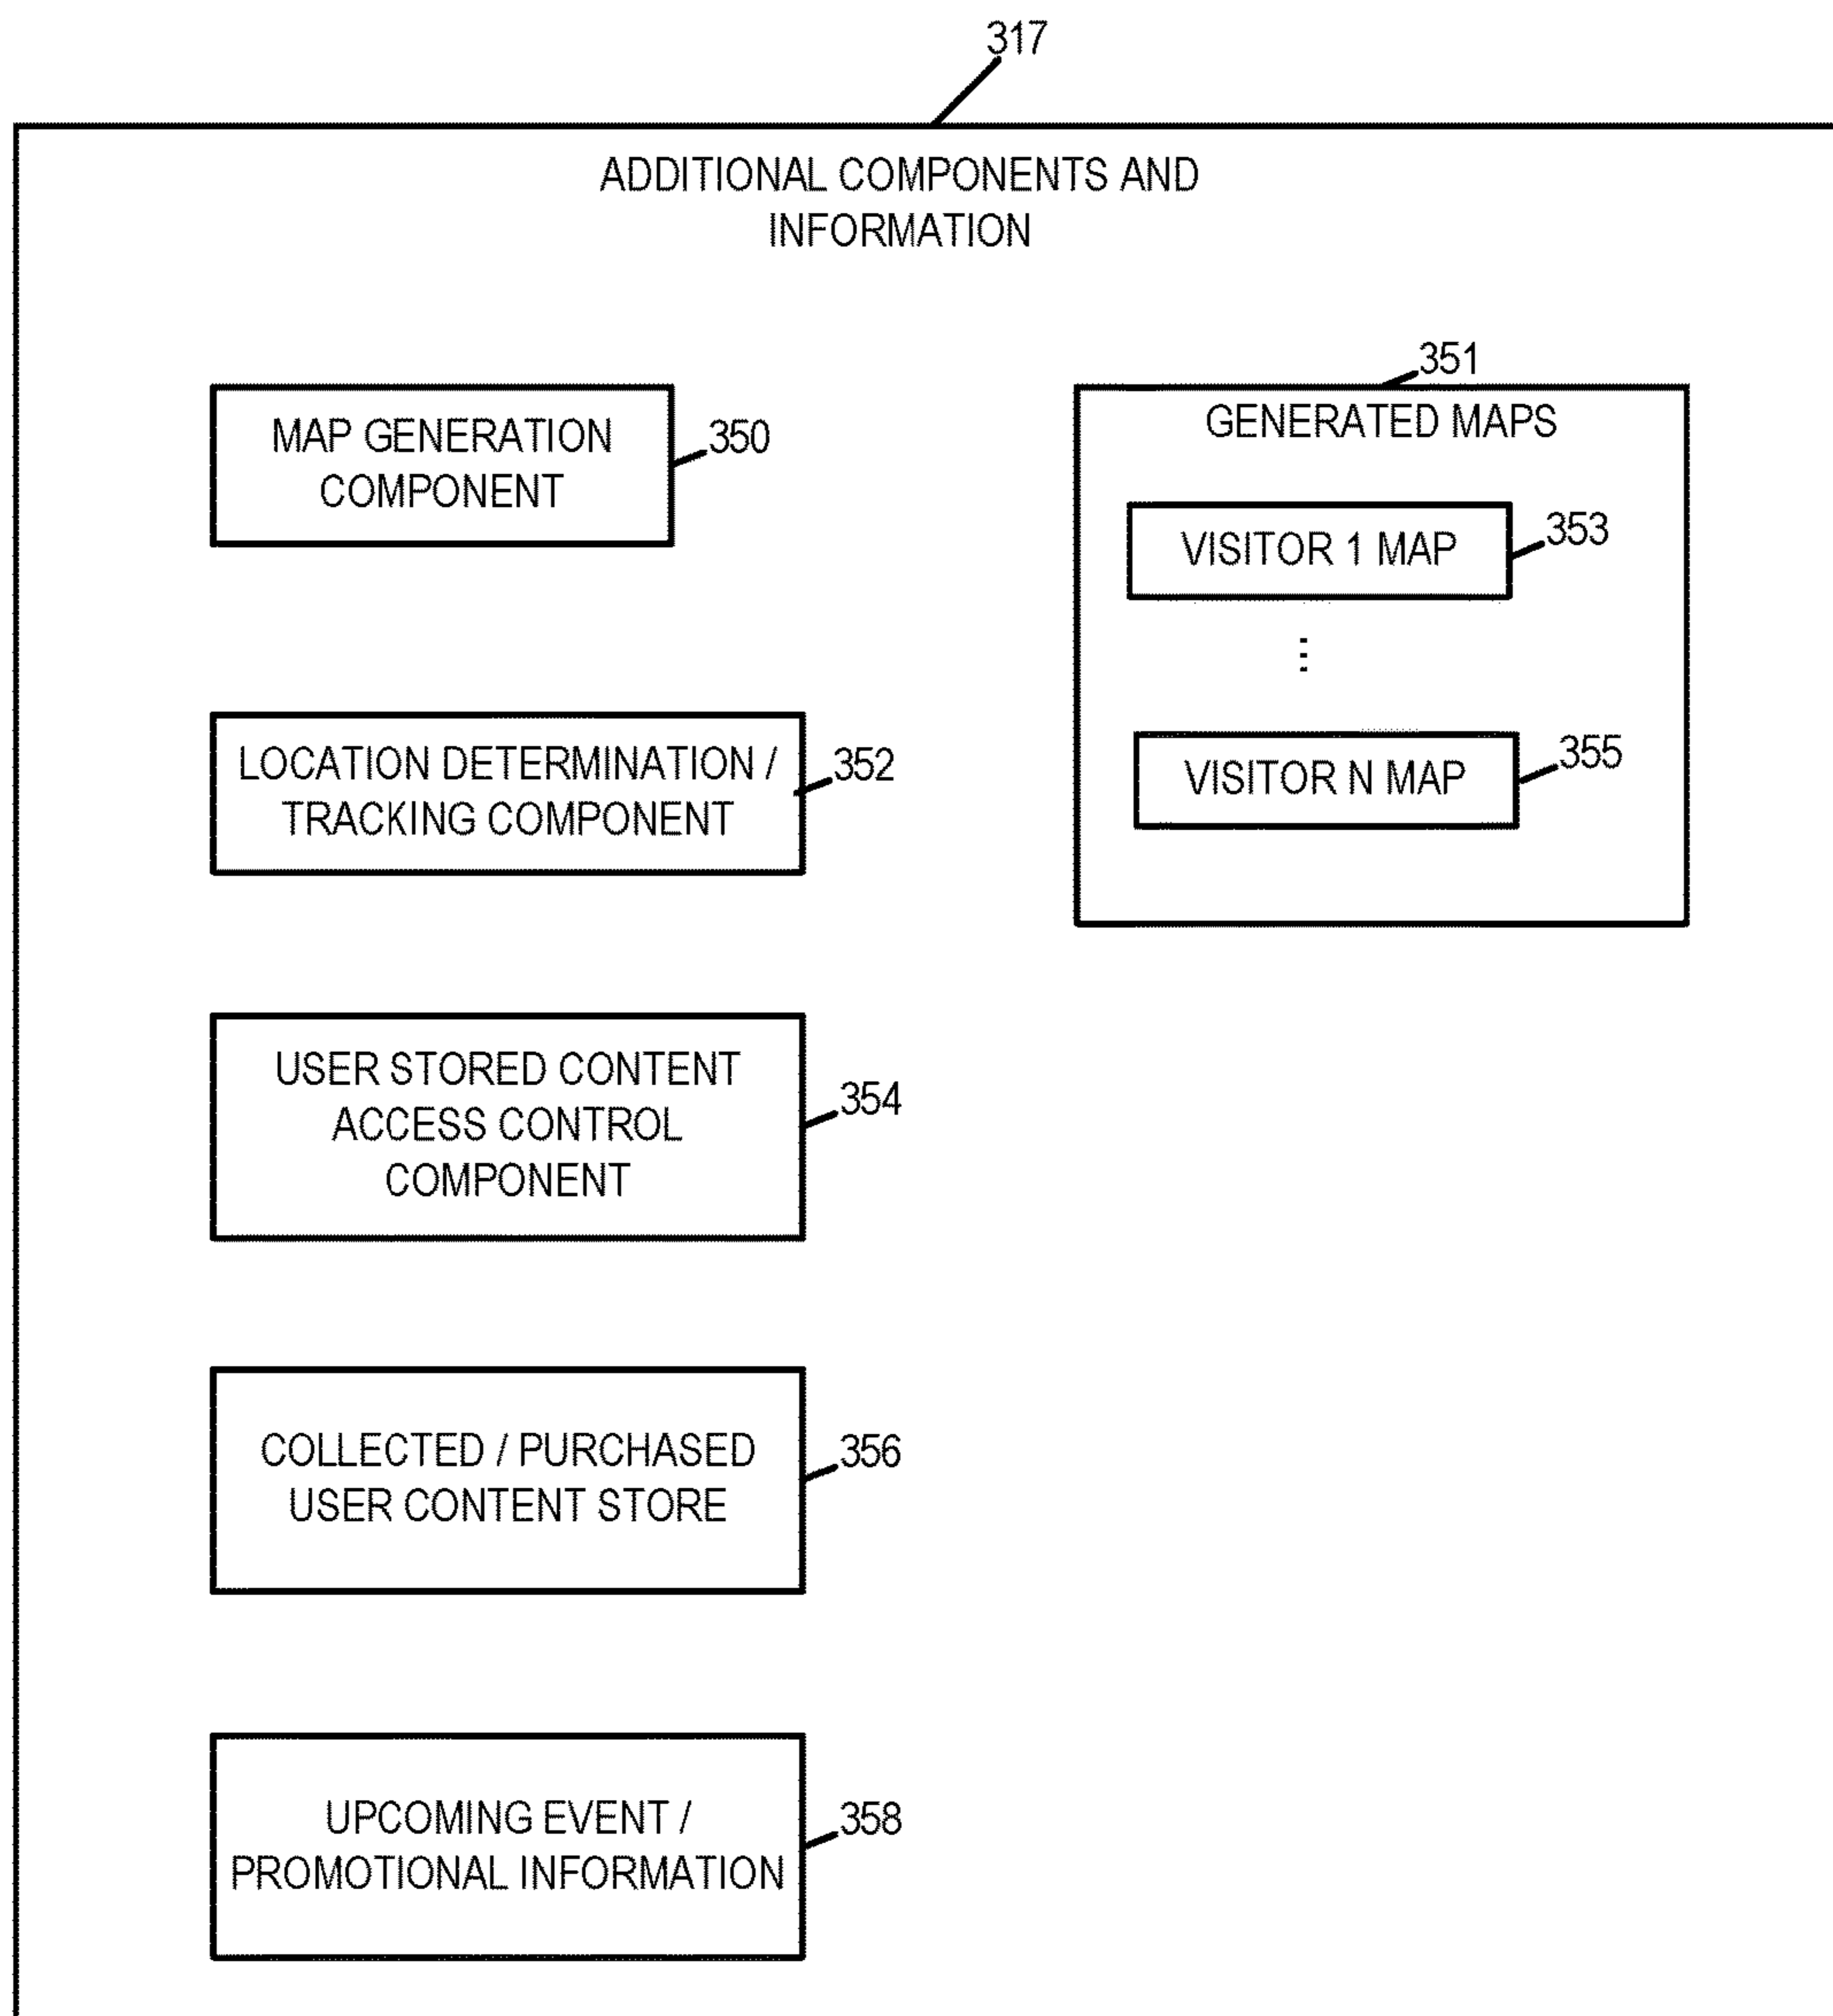 317
ADDITIONAL COMPONENTS AND
INFORMATION
MAP GENERATION
COMPONENT
350
351
GENERATED MAPS
VISITOR 1 MAP
353
⋮
VISITOR N MAP
355
LOCATION DETERMINATION /
TRACKING COMPONENT
352
USER STORED CONTENT
ACCESS CONTROL
COMPONENT
354
COLLECTED / PURCHASED
USER CONTENT STORE
356
UPCOMING EVENT /
PROMOTIONAL INFORMATION
358